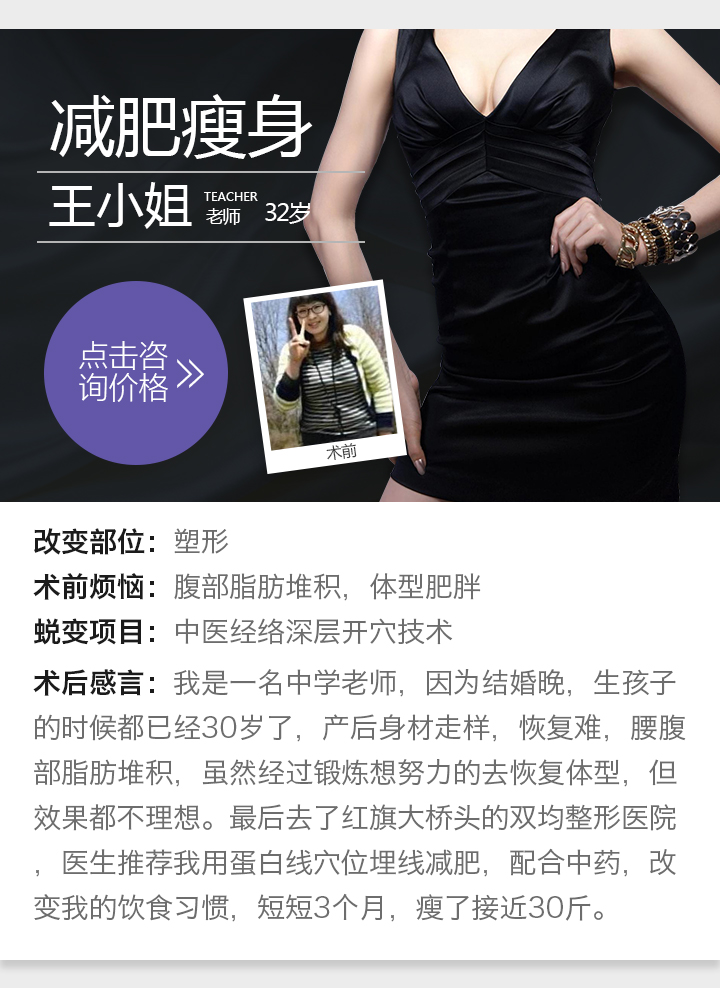 减肥瘦身
王小姐 TEACHER 老师 32岁
点击咨
询价格
术前
改变部位：塑形
术前烦恼：腹部脂肪堆积，体型肥胖
蜕变项目：中医经络深层开穴技术
术后感言：我是一名中学老师，因为结婚晚，生孩子
的时候都已经30岁了，产后身材走样，恢复难，腰腹
部脂肪堆积，虽然经过锻炼想努力的去恢复体型，但
效果都不理想。最后去了红旗大桥头的双均整形医院
，医生推荐我用蛋白线穴位埋线减肥，配合中药，改
变我的饮食习惯，短短3个月，瘦了接近30斤。